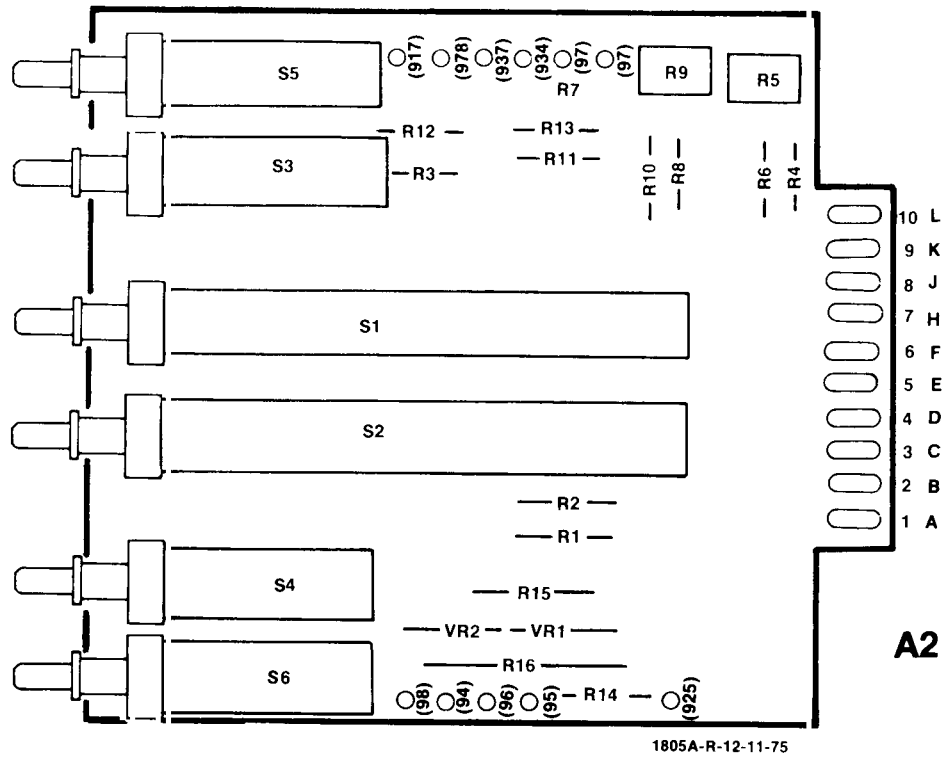 S5
(917)
(978)
(937)
(934)
(97)
(97)
R7
R9
R5
R12
R13
S3
R3
R11
R10
R8
R6
R4
10 L
9 K
8 J
7 H
6 F
5 E
4 D
3 C
2 B
1 A
S1
S2
R2
R1
S4
R15
VR2
VR1
A2
S6
R16
(98)
(94)
(96)
(95)
R14
(925)
1805A-R-12-11-75